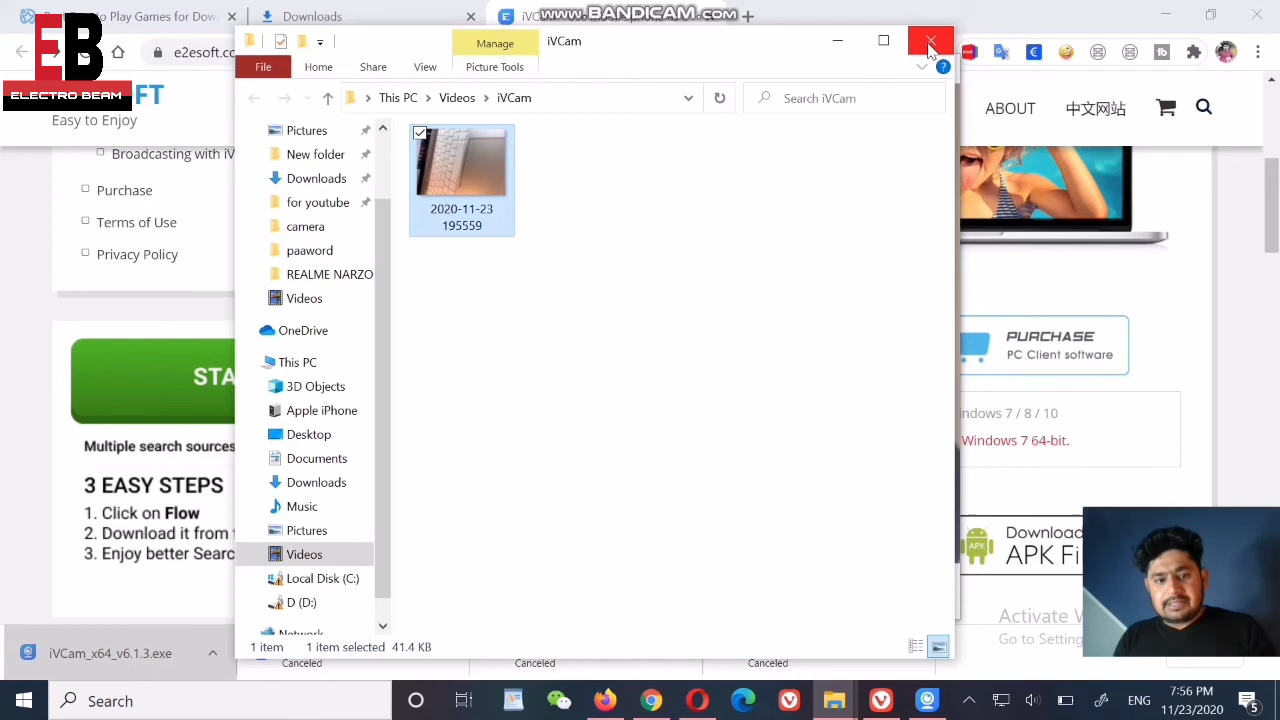 www.BANDICAM.com
Downloads
Manage
iVCam
EB
ELECTRO BEAM
File
Home
Share
View
Picture Tools
This PC
Videos
iVCam
Search iVCam
ABOUT
中文网站
FT
Easy to Enjoy
Broadcasting with iV
Purchase
Terms of Use
Privacy Policy
Pictures
New folder
Downloads
for youtube
camera
paaword
REALME NARZO
Videos
OneDrive
This PC
3D Objects
Apple iPhone
Desktop
Documents
Downloads
Music
Pictures
Videos
Local Disk (C:)
D (D:)
Network
2020-11-23
195559
1 item
1 item selected
41.4 KB
STA
Multiple search sources
3 EASY STEPS
1. Click on Flow
2. Download it from
3. Enjoy better Searc
PURCHASE
PC Client software
indows 7 / 8 / 10
Windows 7 64-bit.
Download
APK Fi
APK
Activate W
Go to Setting
iVCam_x64_v6.1.3.exe
Canceled
Canceled
Canceled
Search
ENG
7:56 PM
11/23/2020
5